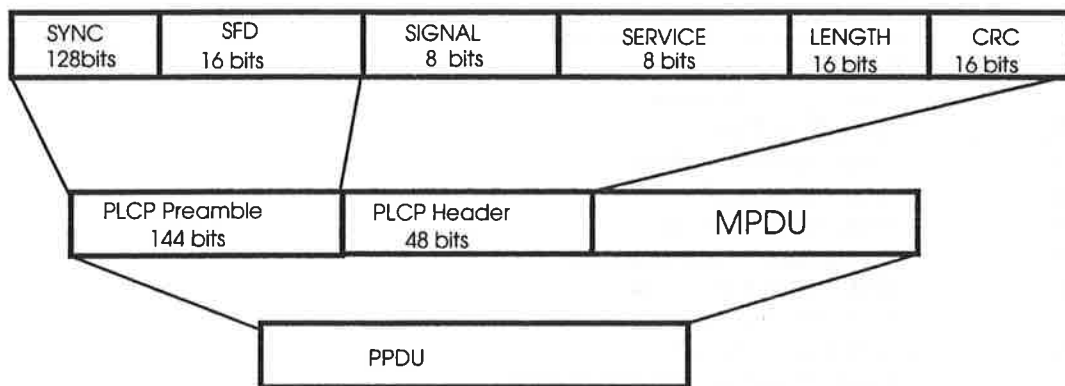 SYNC
128bits
SFD
16 bits
SIGNAL
8 bits
SERVICE
8 bits
LENGTH
16 bits
CRC
16 bits
PLCP Preamble
144 bits
PLCP Header
48 bits
MPDU
PPDU